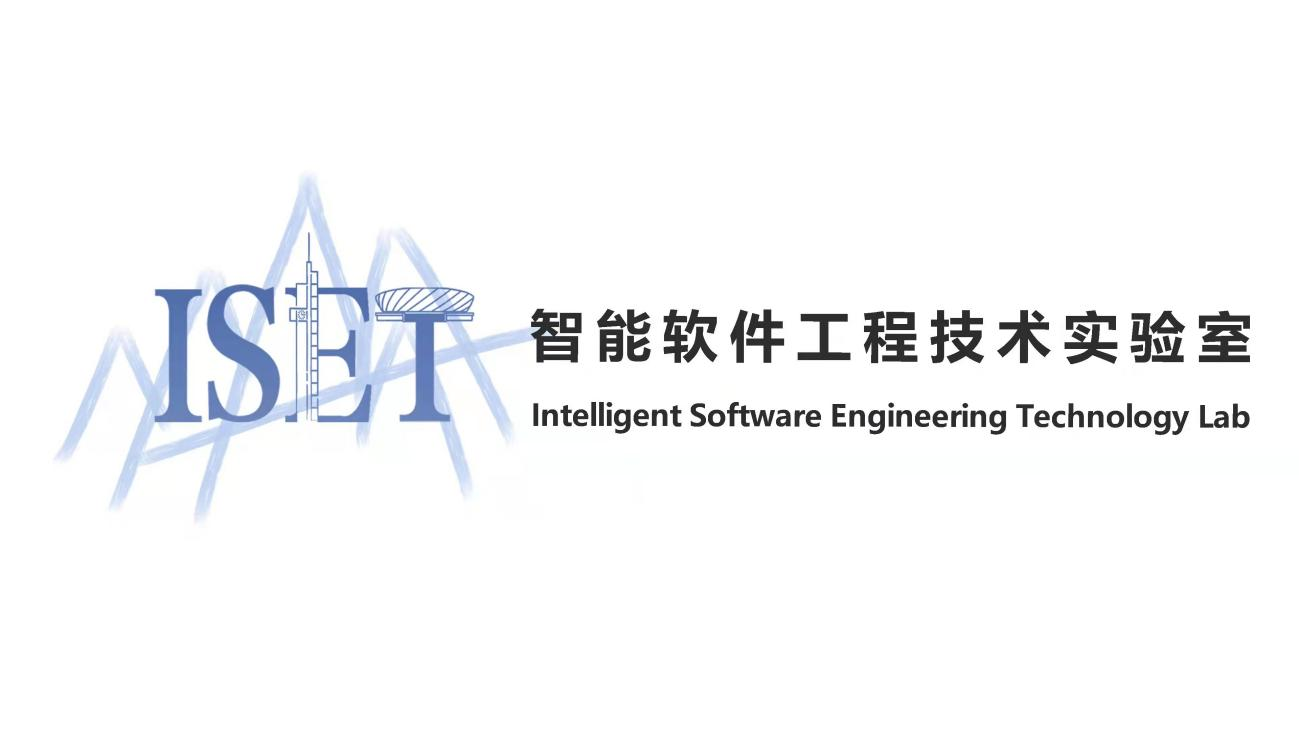 ISET
智能软件工程技术实验室
Intelligent Software Engineering Technology Lab